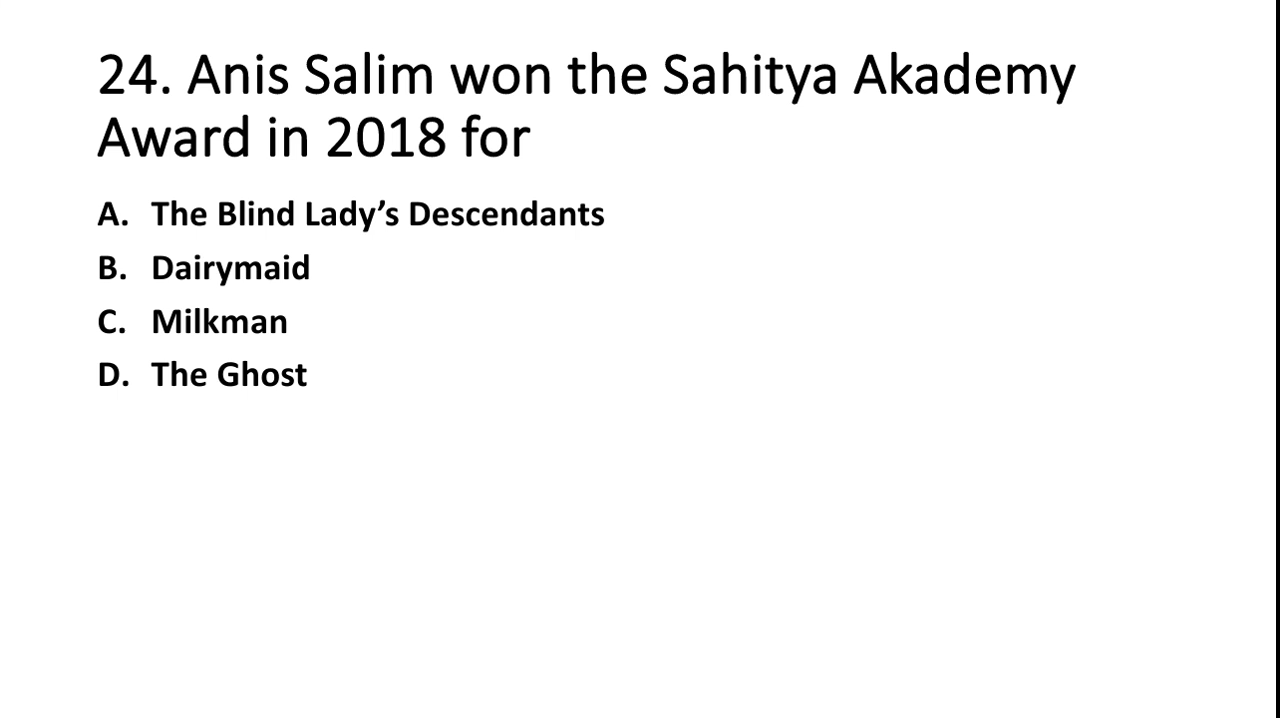 24. Anis Salim won the Sahitya Akademy
Award in 2018 for
A. The Blind Lady’s Descendants
B. Dairymaid
C. Milkman
D. The Ghost